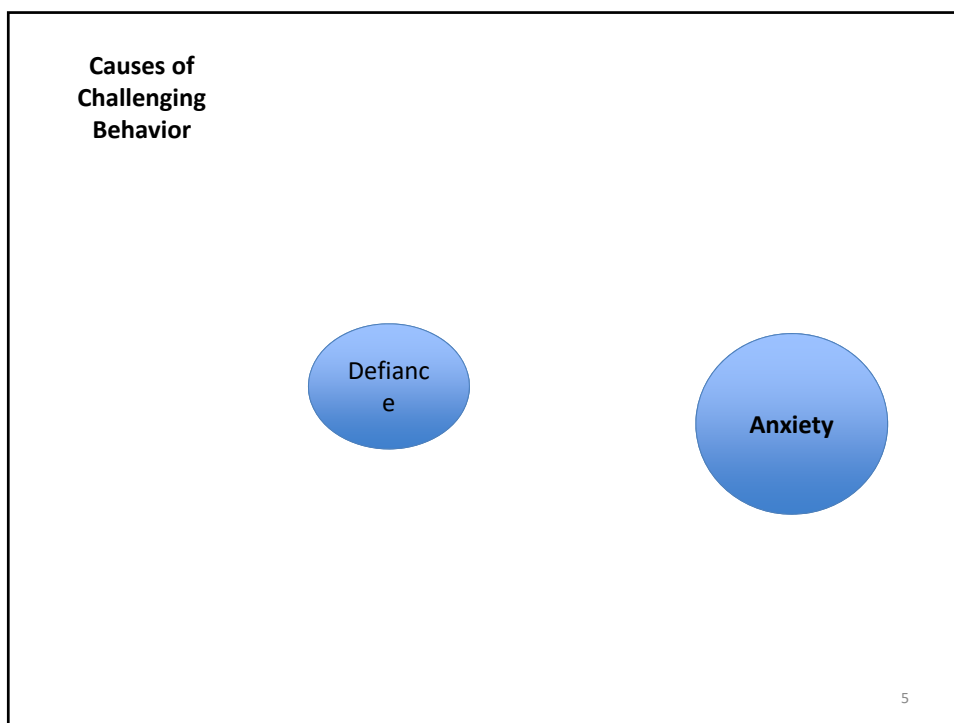 Causes of
Challenging
Behavior
Defianc
e
Anxiety
5